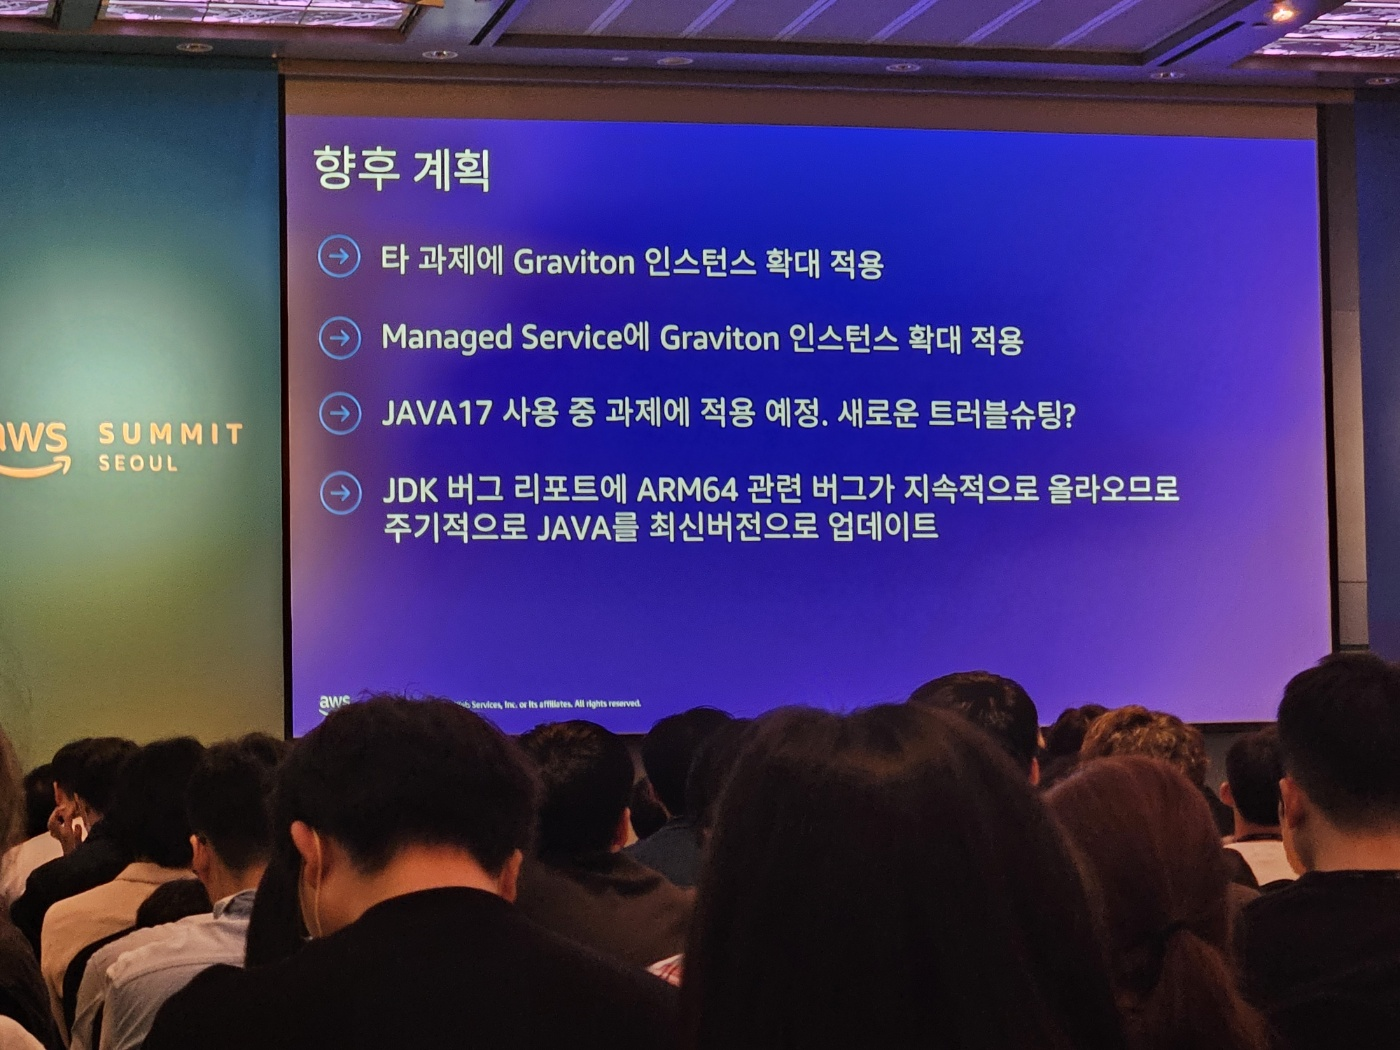 향후 계획
타 과제에 Graviton 인스턴스 확대 적용
Managed Service에 Graviton 인스턴스 확대 적용
JAVA17 사용 중 과제에 적용 예정. 새로운 트러블슈팅?
JDK 버그 리포트에 ARM64 관련 버그가 지속적으로 올라오므로
주기적으로 JAVA를 최신버전으로 업데이트
aws SUMMIT
SEOUL
aws Services, Inc. or its affiliates. All rights reserved.